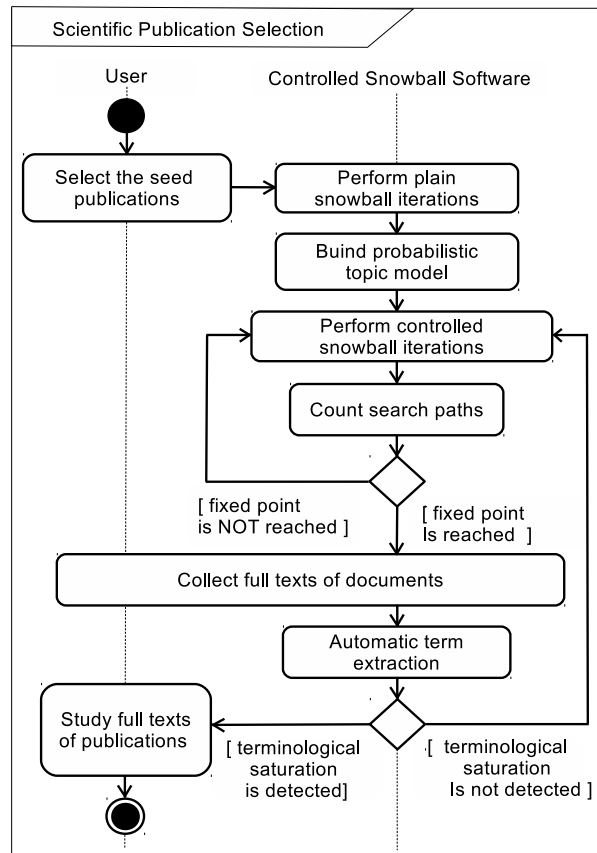 Scientific Publication Selection
User
Controlled Snowball Software
Select the seed
publications
Perform plain
snowball iterations
Buind probabilistic
topic model
Perform controlled
snowball iterations
Count search paths
[ fixed point
is NOT reached ]
[ fixed point
Is reached ]
Collect full texts of documents
Automatic term
extraction
Study full texts
of publications
[ terminological
saturation
is detected]
[ terminological
saturation
Is not detected ]